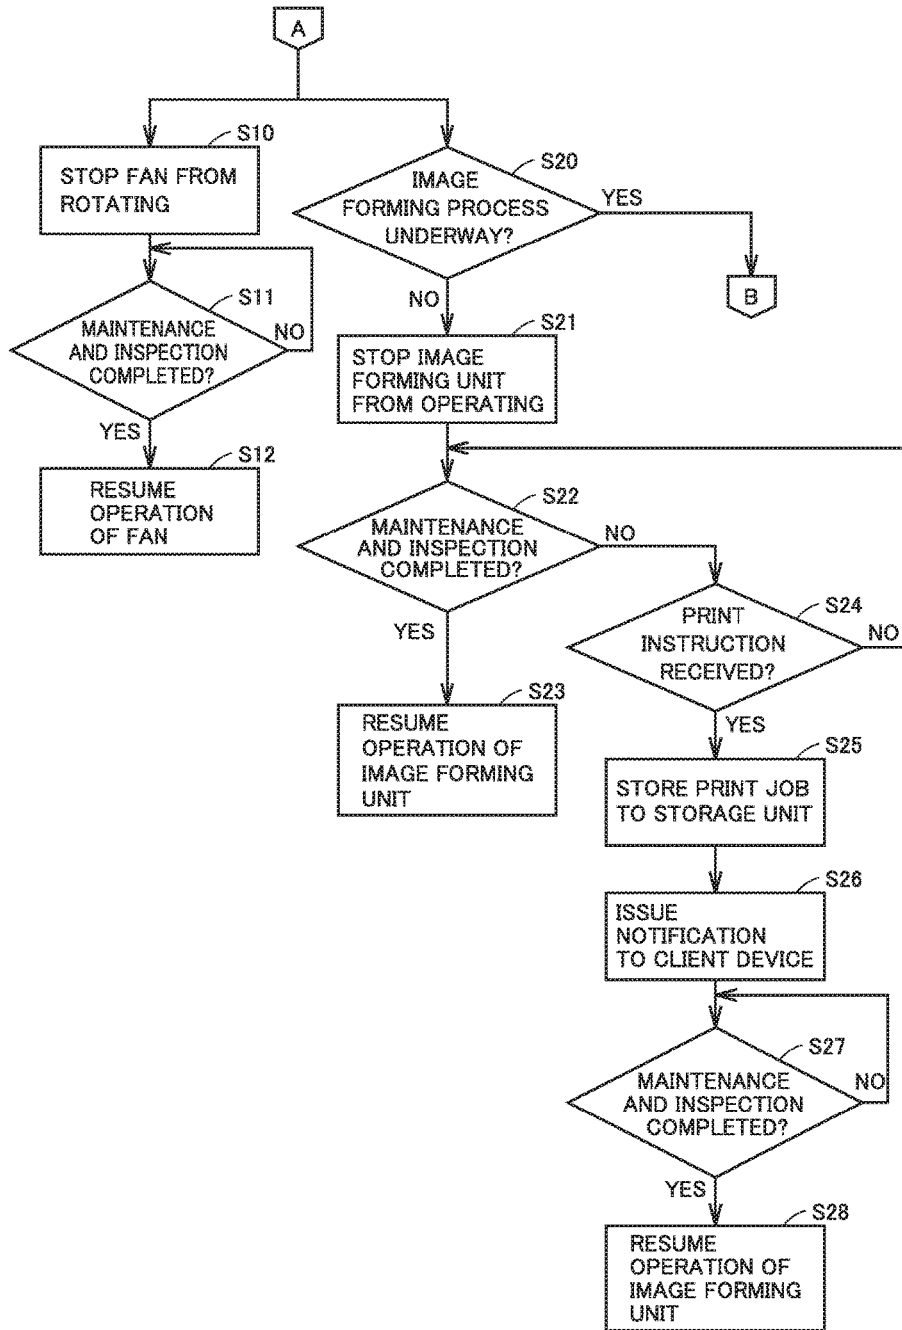 A
S10
STOP FAN FROM
ROTATING
S11
MAINTENANCE
AND INSPECTION
COMPLETED?
NO
YES
S12
RESUME
OPERATION
OF FAN
S20
IMAGE
FORMING PROCESS
UNDERWAY?
YES
B
NO
S21
STOP IMAGE
FORMING UNIT
FROM OPERATING
S22
MAINTENANCE
AND INSPECTION
COMPLETED?
NO
YES
S23
RESUME
OPERATION OF
IMAGE FORMING
UNIT
S24
PRINT
INSTRUCTION
RECEIVED?
NO
YES
S25
STORE PRINT JOB
TO STORAGE UNIT
S26
ISSUE
NOTIFICATION
TO CLIENT DEVICE
S27
MAINTENANCE
AND INSPECTION
COMPLETED?
NO
YES
S28
RESUME
OPERATION OF
IMAGE FORMING
UNIT